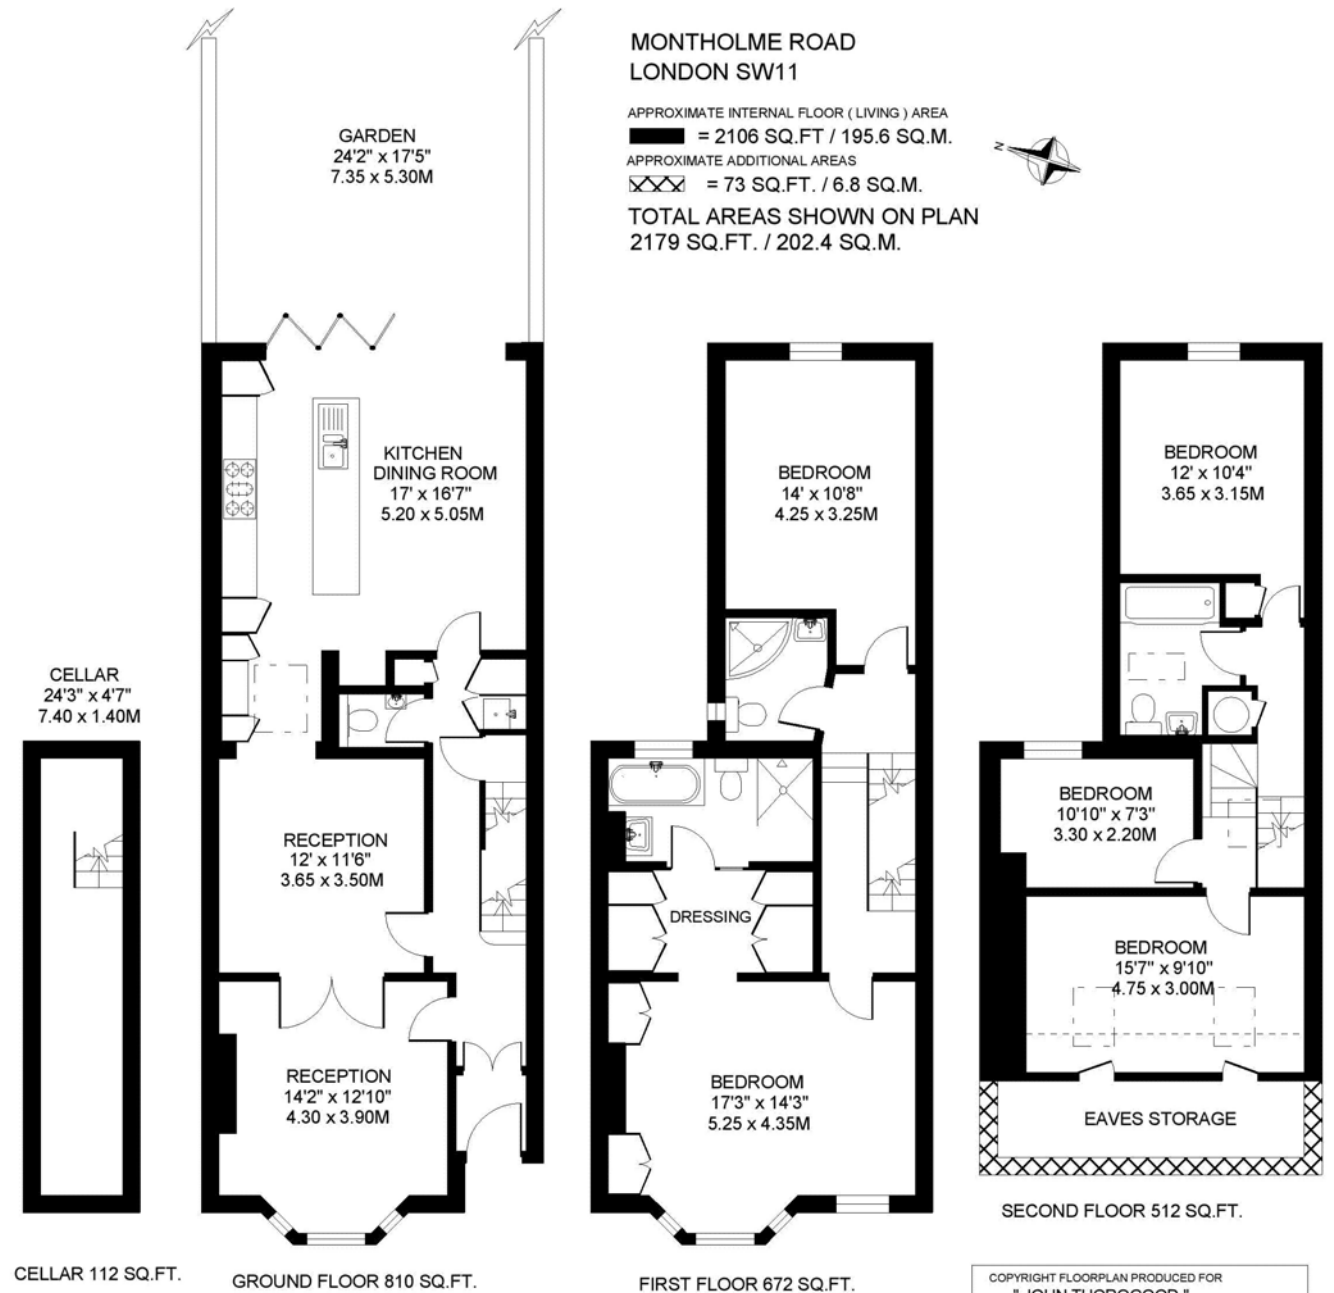 MONTHOLME ROAD
LONDON SW11
APPROXIMATE INTERNAL FLOOR ( LIVING ) AREA
= 2106 SQ.FT / 195.6 SQ.M.
APPROXIMATE ADDITIONAL AREAS
= 73 SQ.FT. / 6.8 SQ.M.
TOTAL AREAS SHOWN ON PLAN
2179 SQ.FT. / 202.4 SQ.M.
N
GARDEN
24'2" x 17'5"
7.35 x 5.30M
KITCHEN
DINING ROOM
17' x 16'7"
5.20 x 5.05M
BEDROOM
14' x 10'8"
4.25 x 3.25M
BEDROOM
12' x 10'4"
3.65 x 3.15M
CELLAR
24'3" x 4'7"
7.40 x 1.40M
RECEPTION
12' x 11'6"
3.65 x 3.50M
DRESSING
BEDROOM
10'10" x 7'3"
3.30 x 2.20M
BEDROOM
15'7" x 9'10"
4.75 x 3.00M
RECEPTION
14'2" x 12'10"
4.30 x 3.90M
BEDROOM
17'3" x 14'3"
5.25 x 4.35M
EAVES STORAGE
SECOND FLOOR 512 SQ.FT.
CELLAR 112 SQ.FT.
GROUND FLOOR 810 SQ.FT.
FIRST FLOOR 672 SQ.FT.
COPYRIGHT FLOORPLAN PRODUCED FOR
" JOHN THOROGOOD "